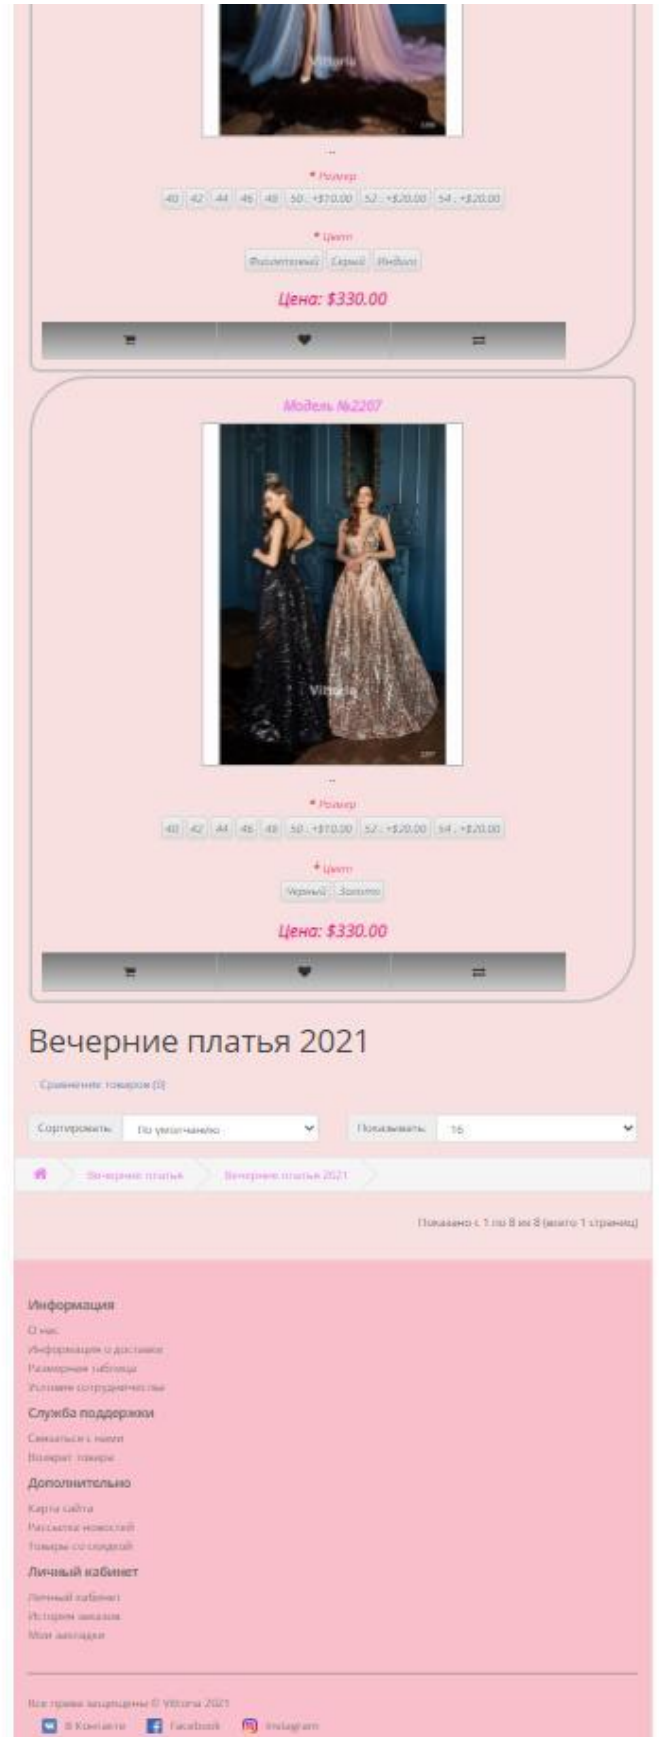 Vittoria
..
* Размер
40 42 44 46 48 50 . +$10.00 52 . +$20.00 54 . +$20.00
* Цвет
Фиолетовый Серый Индиго
Цена: $330.00
Модель №2207
Vittoria
2207
..
* Размер
40 42 44 46 48 50 . +$10.00 52 . +$20.00 54 . +$20.00
* Цвет
Черный Золото
Цена: $330.00
Вечерние платья 2021
Сравнение товаров (0)
Сортировать: По умолчанию Показывать: 16
Вечерние платья Вечерние платья 2021
Показано с 1 по 8 из 8 (всего 1 страниц)
Информация
О нас
Информация о доставке
Размерная таблица
Условия сотрудничества
Служба поддержки
Связаться с нами
Возврат товара
Дополнительно
Карта сайта
Рассылка новостей
Товары со скидкой
Личный кабинет
Личный кабинет
История заказов
Мои закладки
Все права защищены © Vittoria 2021
В Контакте Facebook Instagram